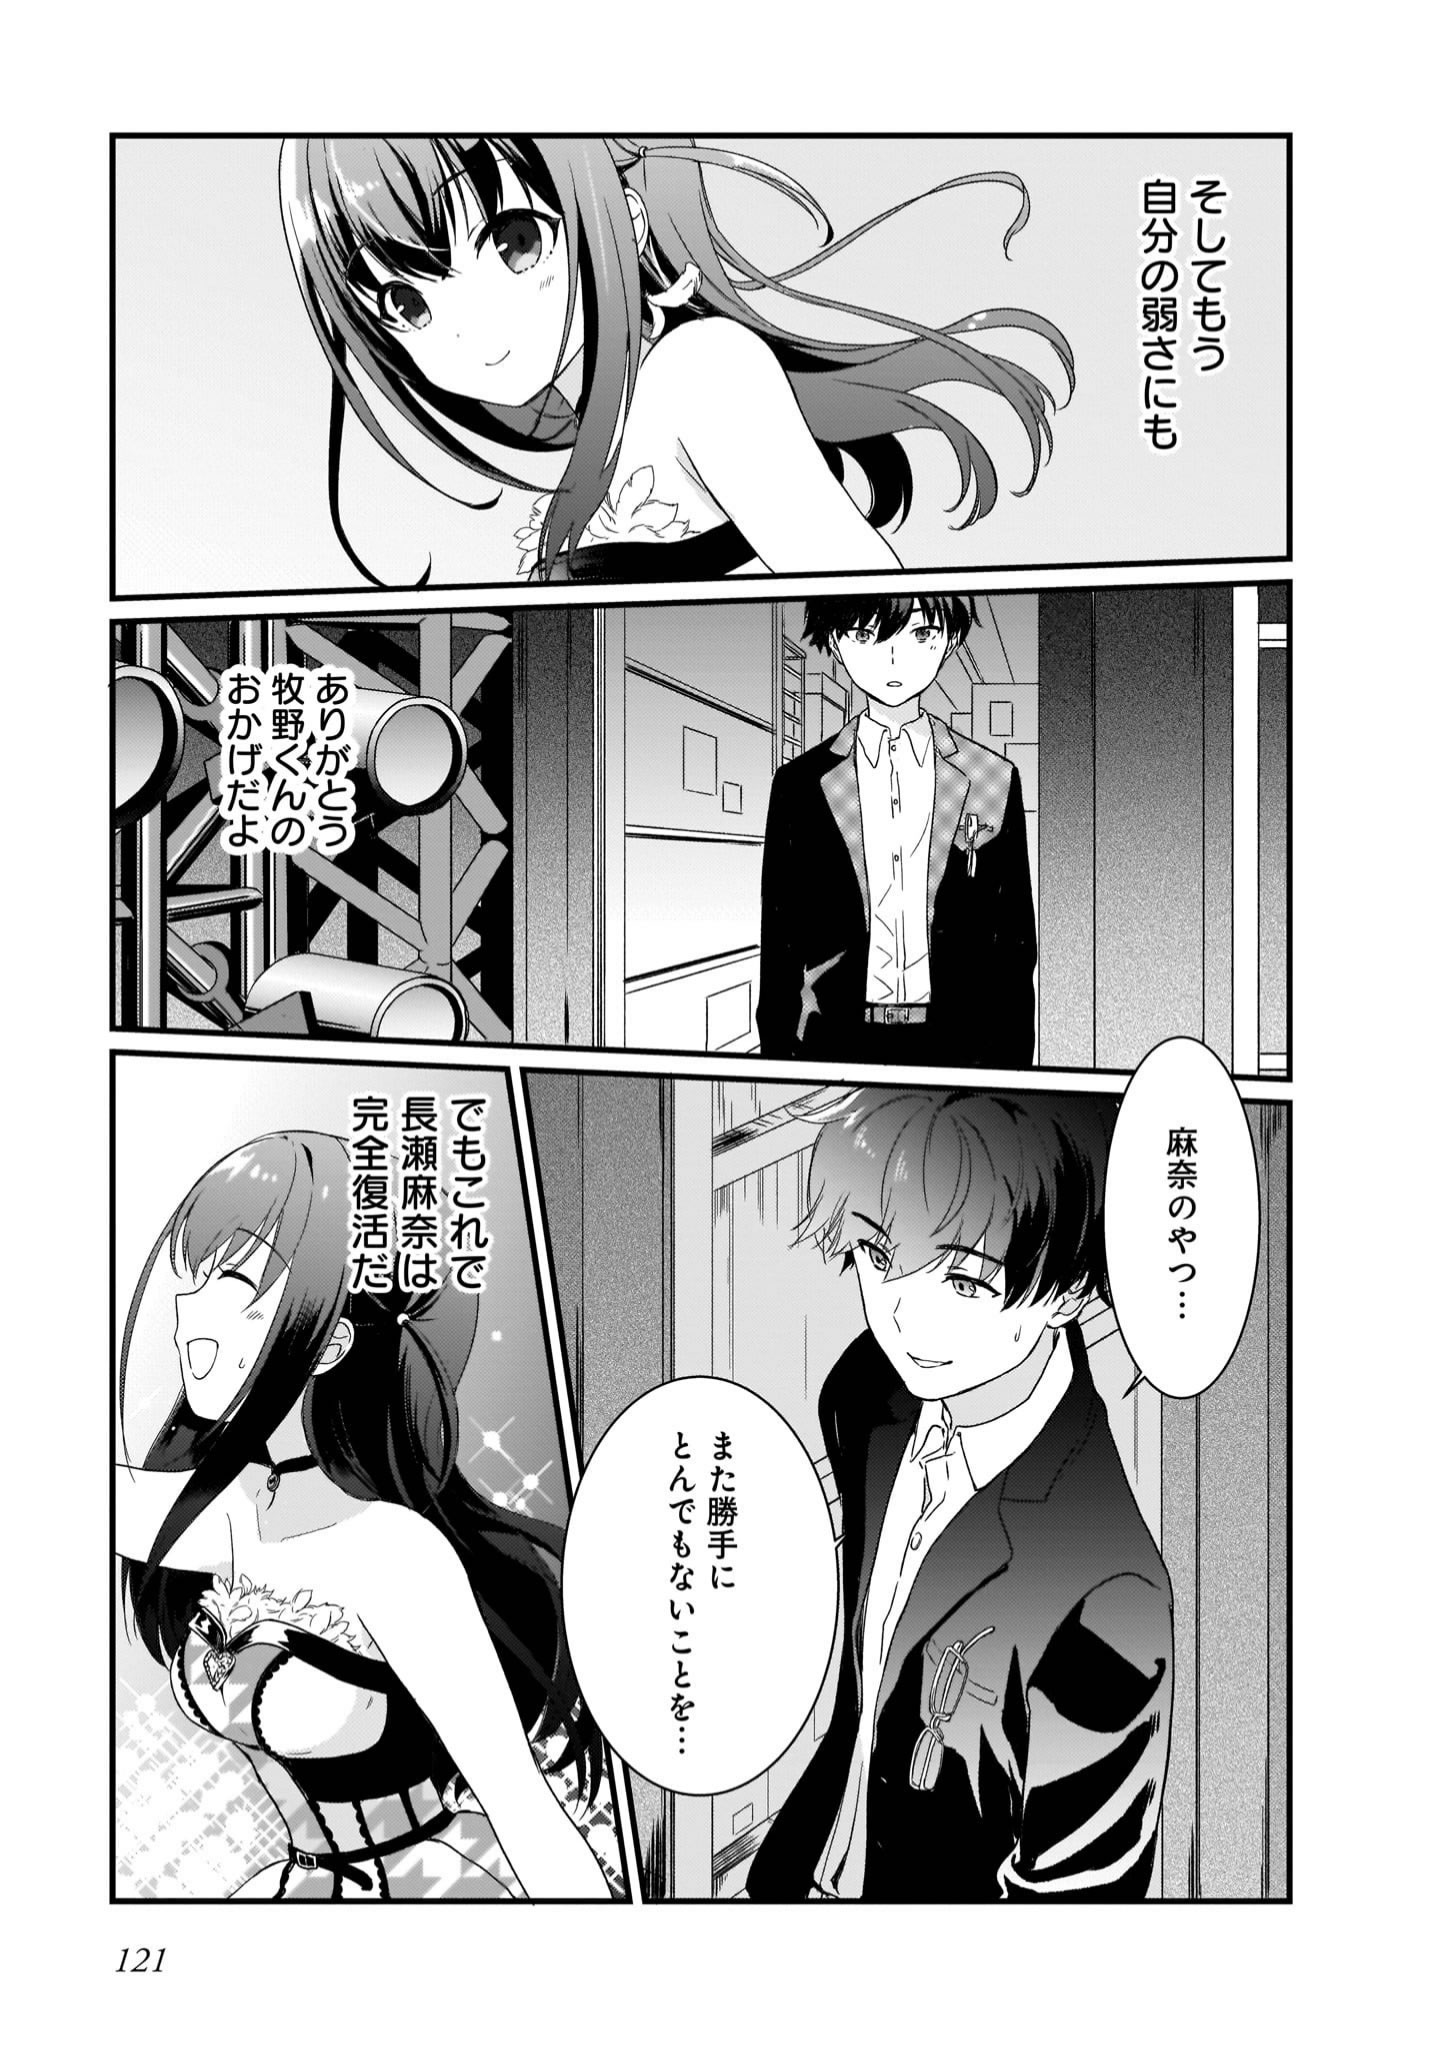 そしてもう
自分の弱さにも
ありがとう
牧野くんの
おかげだよ
麻奈のやつ…
また勝手に
とんでもないことを…
でもこれで
長瀬麻奈は
完全復活だ
121